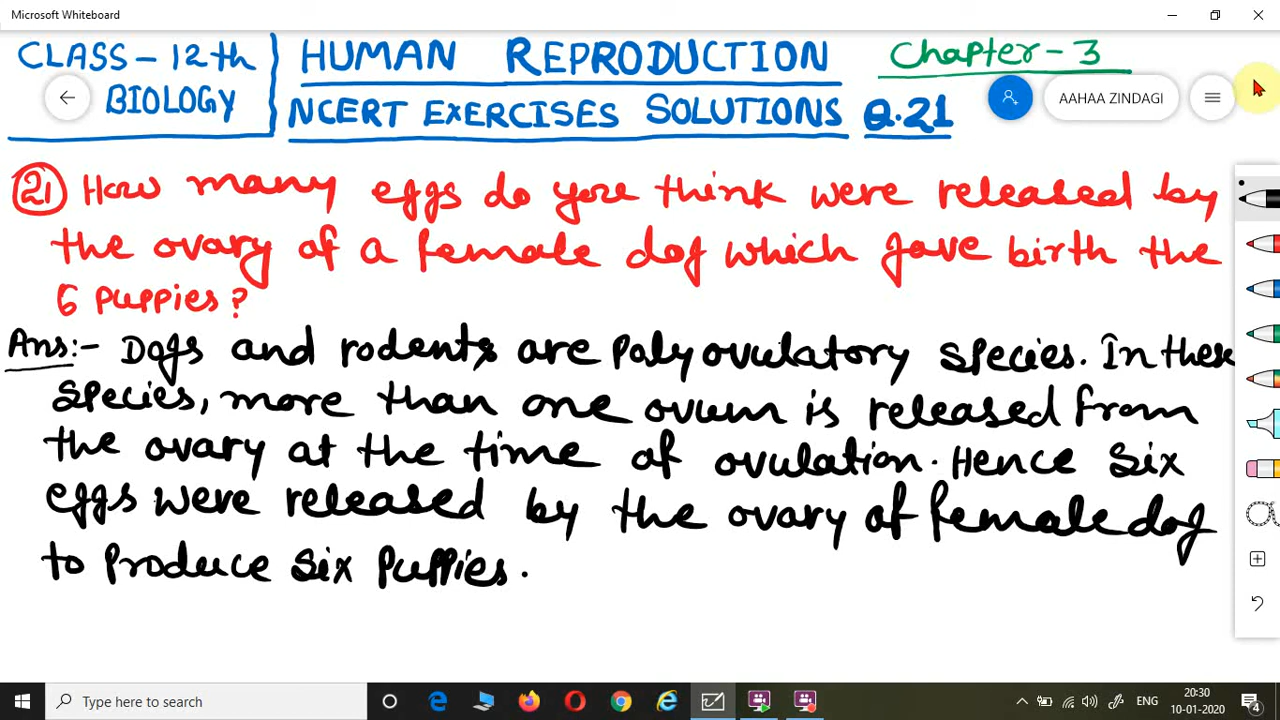 Microsoft Whiteboard
CLASS - 12th
BIOLOGY
HUMAN REPRODUCTION
NCERT EXERCISES SOLUTIONS Q.21
Chapter - 3
AAHAA ZINDAGI
21 How many eggs do you think were released by
the ovary of a female dog which gave birth the
6 puppies?
Ans:- Dogs and rodents are polyovulatory species. In these
species, more than one ovum is released from
the ovary at the time of ovulation. Hence six
eggs were released by the ovary of female dog
to produce six puppies.
Type here to search
ENG
20:30
10-01-2020
4